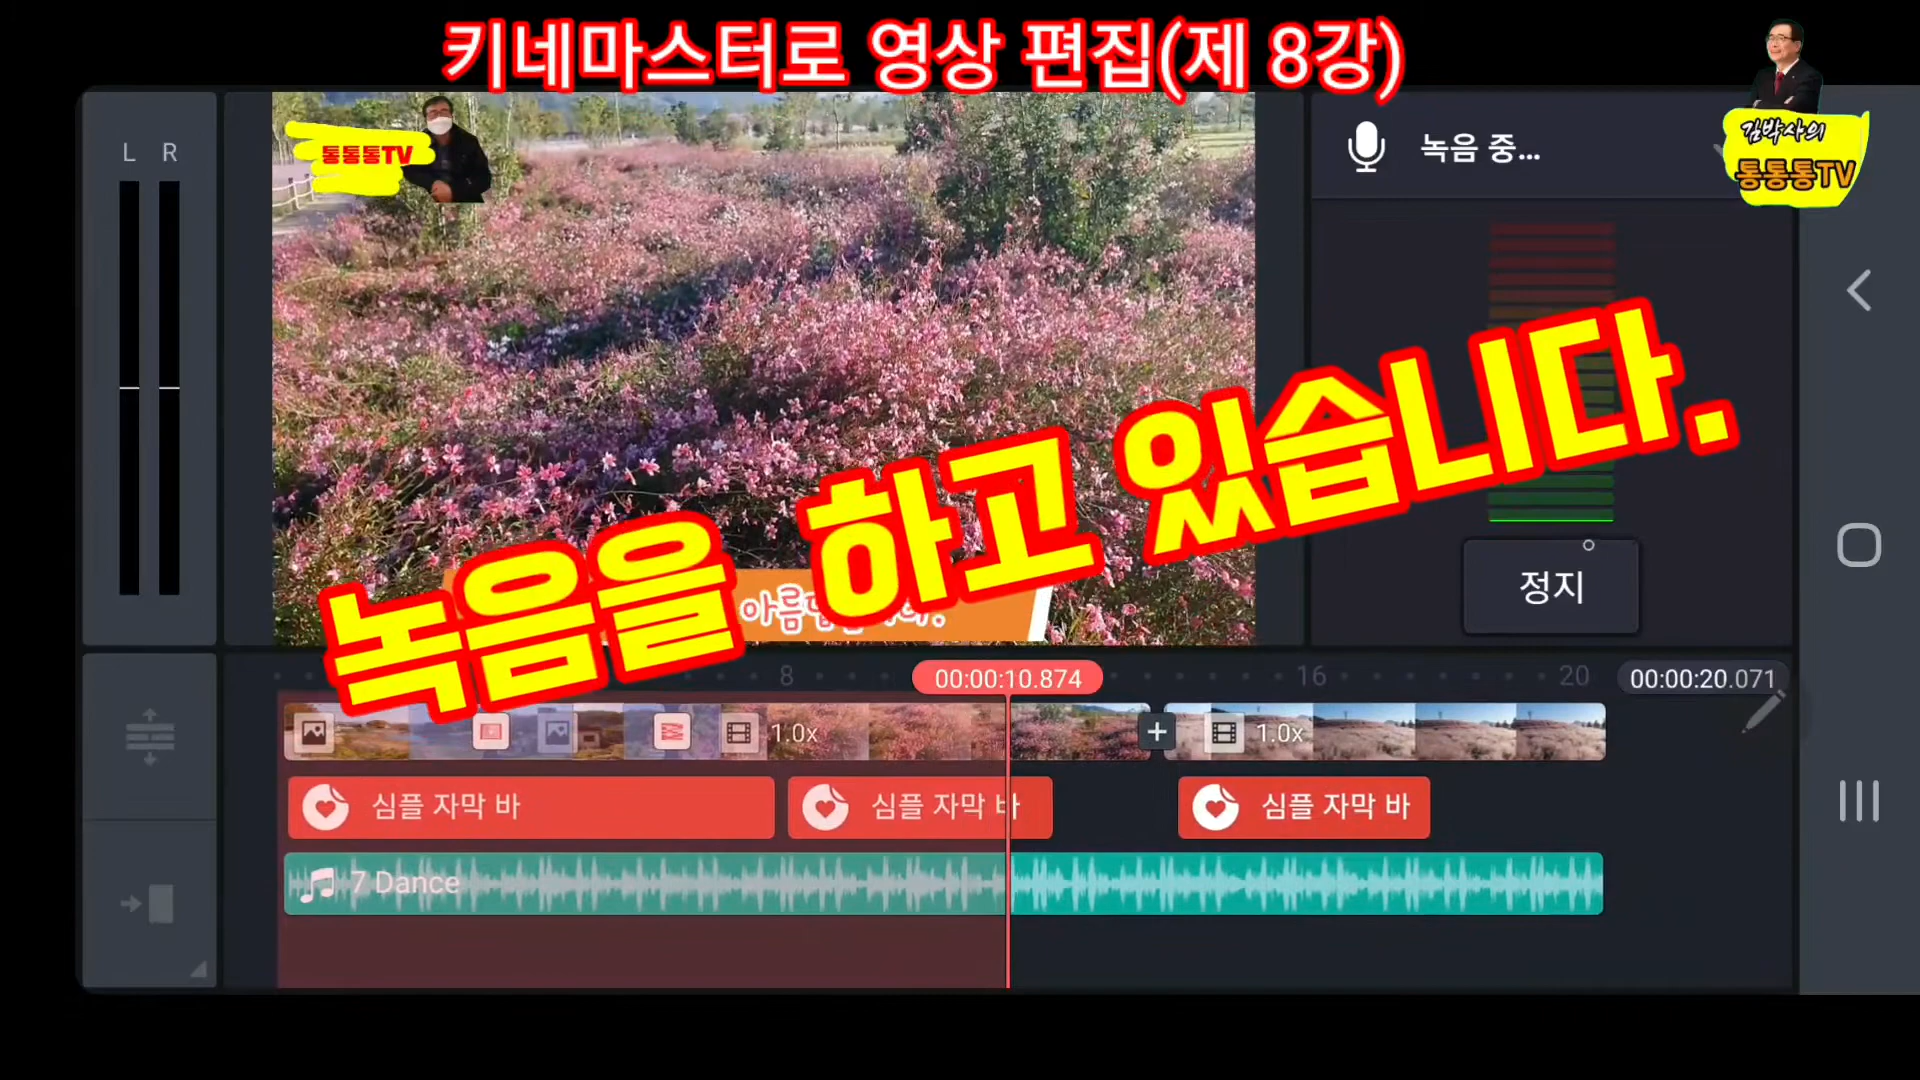 키네마스터로 영상 편집(제 8강)
김박사의
통통통TV
L R
통통통TV
녹음 중...
녹음을 하고 있습니다.
정지
8
00:00:10.874
16
20
00:00:20.071
1.0x
1.0x
심플 자막 바
심플 자막 바
심플 자막 바
7 Dance